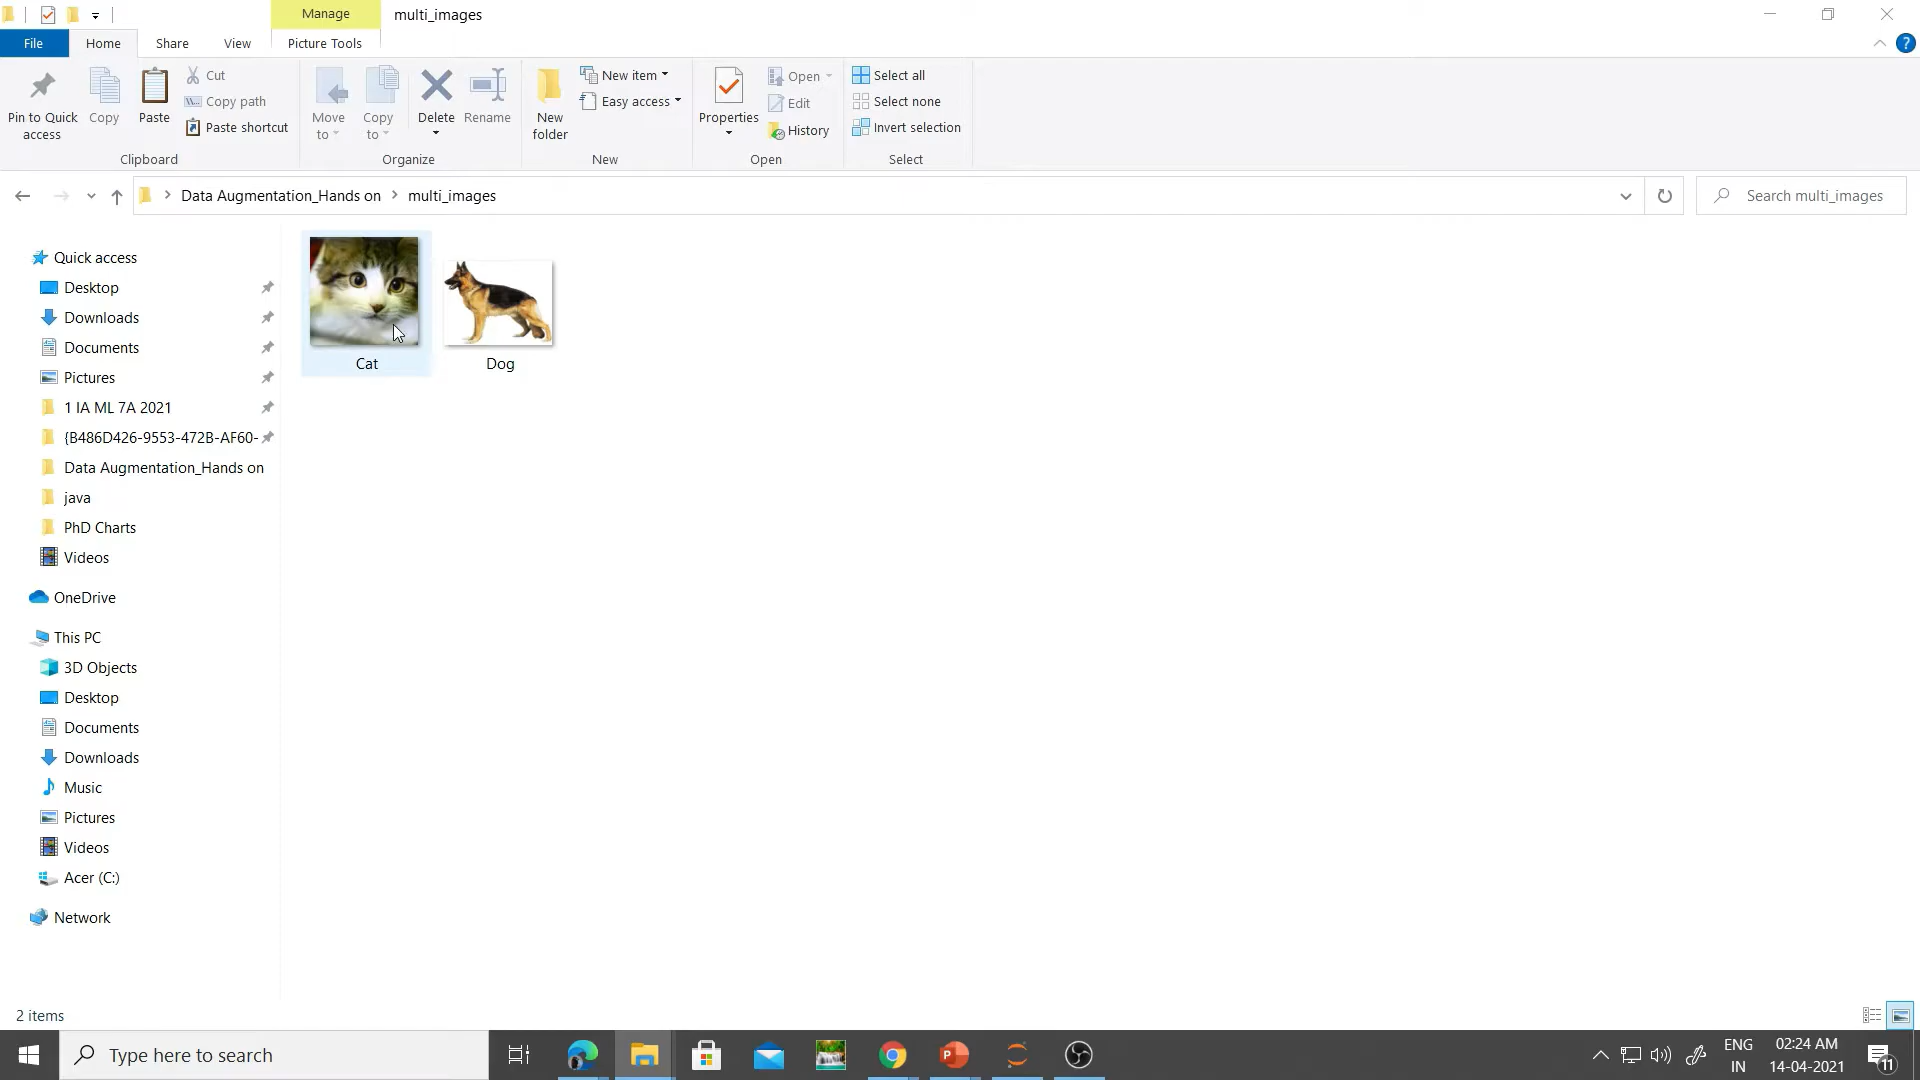 Manage
multi_images
File
Home
Share
View
Picture Tools
Pin to Quick access
Copy
Paste
Cut
Copy path
Paste shortcut
Clipboard
Move to
Copy to
Delete
Rename
Organize
New folder
New item
Easy access
New
Properties
Open
Edit
History
Open
Select all
Select none
Invert selection
Select
Data Augmentation_Hands on
multi_images
Search multi_images
Quick access
Desktop
Downloads
Documents
Pictures
1 IA ML 7A 2021
{B486D426-9553-472B-AF60-
Data Augmentation_Hands on
java
PhD Charts
Videos
OneDrive
This PC
3D Objects
Desktop
Documents
Downloads
Music
Pictures
Videos
Acer (C:)
Network
Cat
Dog
2 items
Type here to search
ENG
IN
02:24 AM
14-04-2021
11